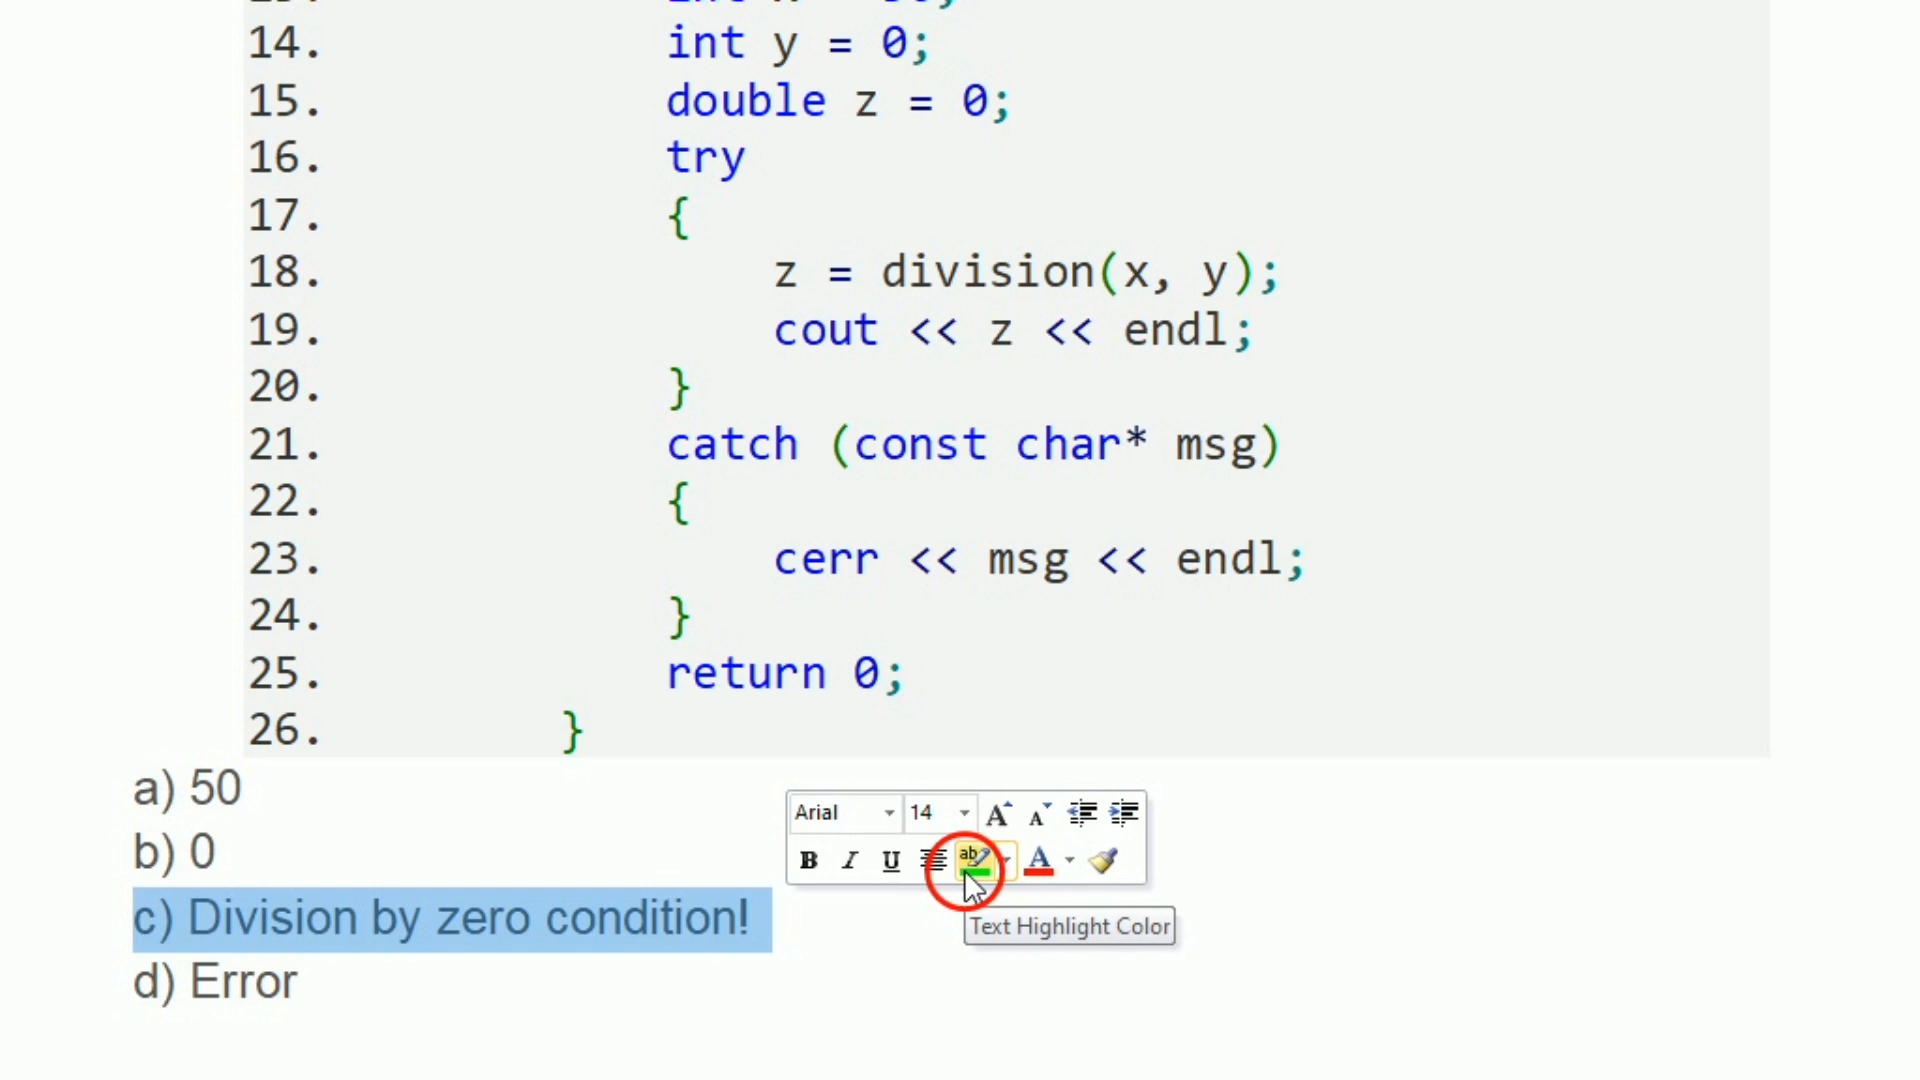 14. int y = 0;
15. double z = 0;
16. try
17. {
18. z = division(x, y);
19. cout << z << endl;
20. }
21. catch (const char* msg)
22. {
23. cerr << msg << endl;
24. }
25. return 0;
26. }
a) 50
b) 0
c) Division by zero condition!
d) Error
Arial 14 A A
B I U ab A
Text Highlight Color